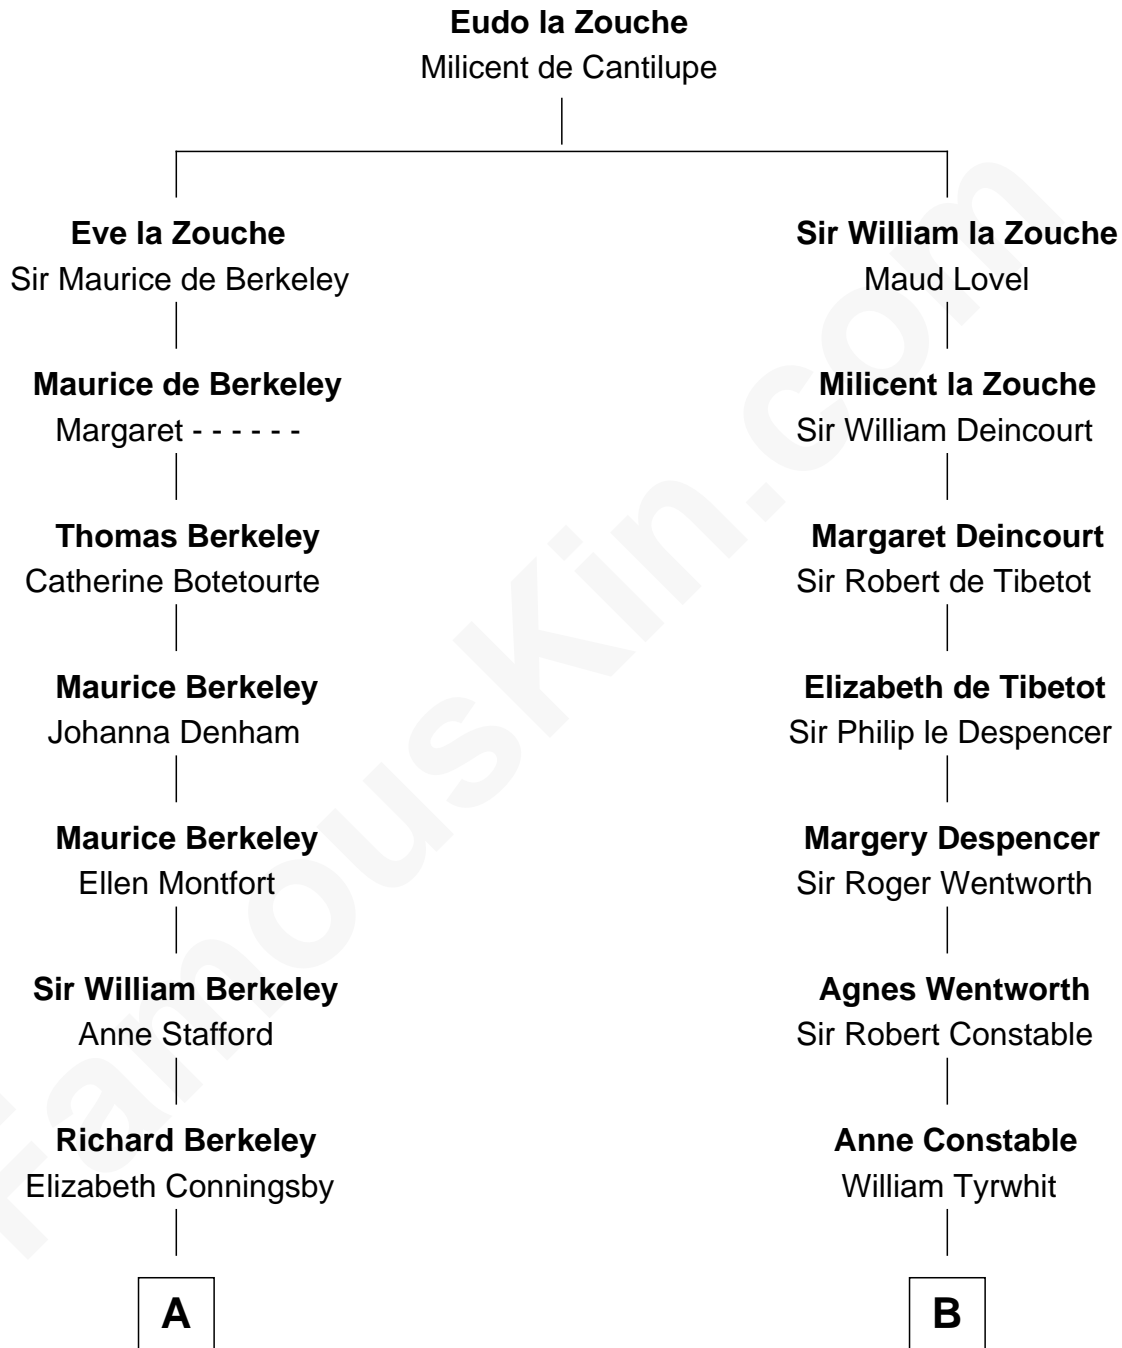 Eudo la Zouche
Milicent de Cantilupe
Eve la Zouche
Sir Maurice de Berkeley
Sir William la Zouche
Maud Lovel
Maurice de Berkeley
Margaret - - - - - -
Milicent la Zouche
Sir William Deincourt
Thomas Berkeley
Catherine Botetourte
Margaret Deincourt
Sir Robert de Tibetot
Maurice Berkeley
Johanna Denham
Elizabeth de Tibetot
Sir Philip le Despencer
Maurice Berkeley
Ellen Montfort
Margery Despencer
Sir Roger Wentworth
Sir William Berkeley
Anne Stafford
Agnes Wentworth
Sir Robert Constable
Richard Berkeley
Elizabeth Conningsby
Anne Constable
William Tyrwhit
A
B
FamousKin.com